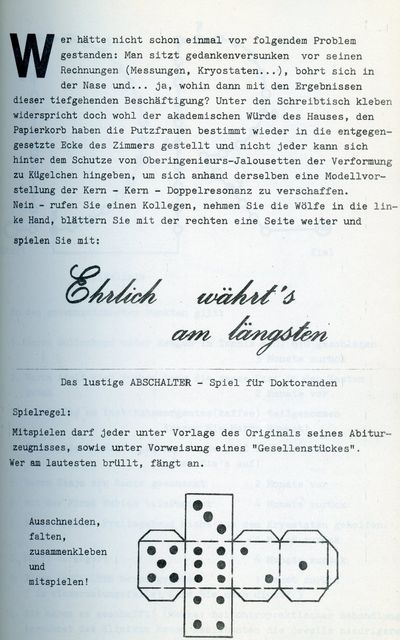 Wer hätte nicht schon einmal vor folgendem Problem
gestanden: Man sitzt gedankenversunken vor seinen
Rechnungen (Messungen, Kryostaten...), bohrt sich in
der Nase und... ja, wohin dann mit den Ergebnissen
dieser tiefgehenden Beschäftigung? Unter den Schreibtisch kleben
widerspricht doch wohl der akademischen Würde des Hauses, den
Papierkorb haben die Putzfrauen bestimmt wieder in die entgegen-
gesetzte Ecke des Zimmers gestellt und nicht jeder kann sich
hinter dem Schutze von Oberingenieurs-Jalousetten der Verformung
zu Kügelchen hingeben, um sich anhand derselben eine Modellvor-
stellung der Kern - Kern - Doppelresonanz zu verschaffen.
Nein - rufen Sie einen Kollegen, nehmen Sie die Wölfe in die lin-
ke Hand, blättern Sie mit der rechten eine Seite weiter und
spielen Sie mit:
Ehrlich währt's
am längsten
Das lustige ABSCHALTER - Spiel für Doktoranden
Spielregel:
Mitspielen darf jeder unter Vorlage des Originals seines Abitur-
zeugnisses, sowie unter Vorweisung eines "Gesellenstückes".
Wer am lautesten brüllt, fängt an.
Ausschneiden,
falten,
zusammenkleben
und
mitspielen!